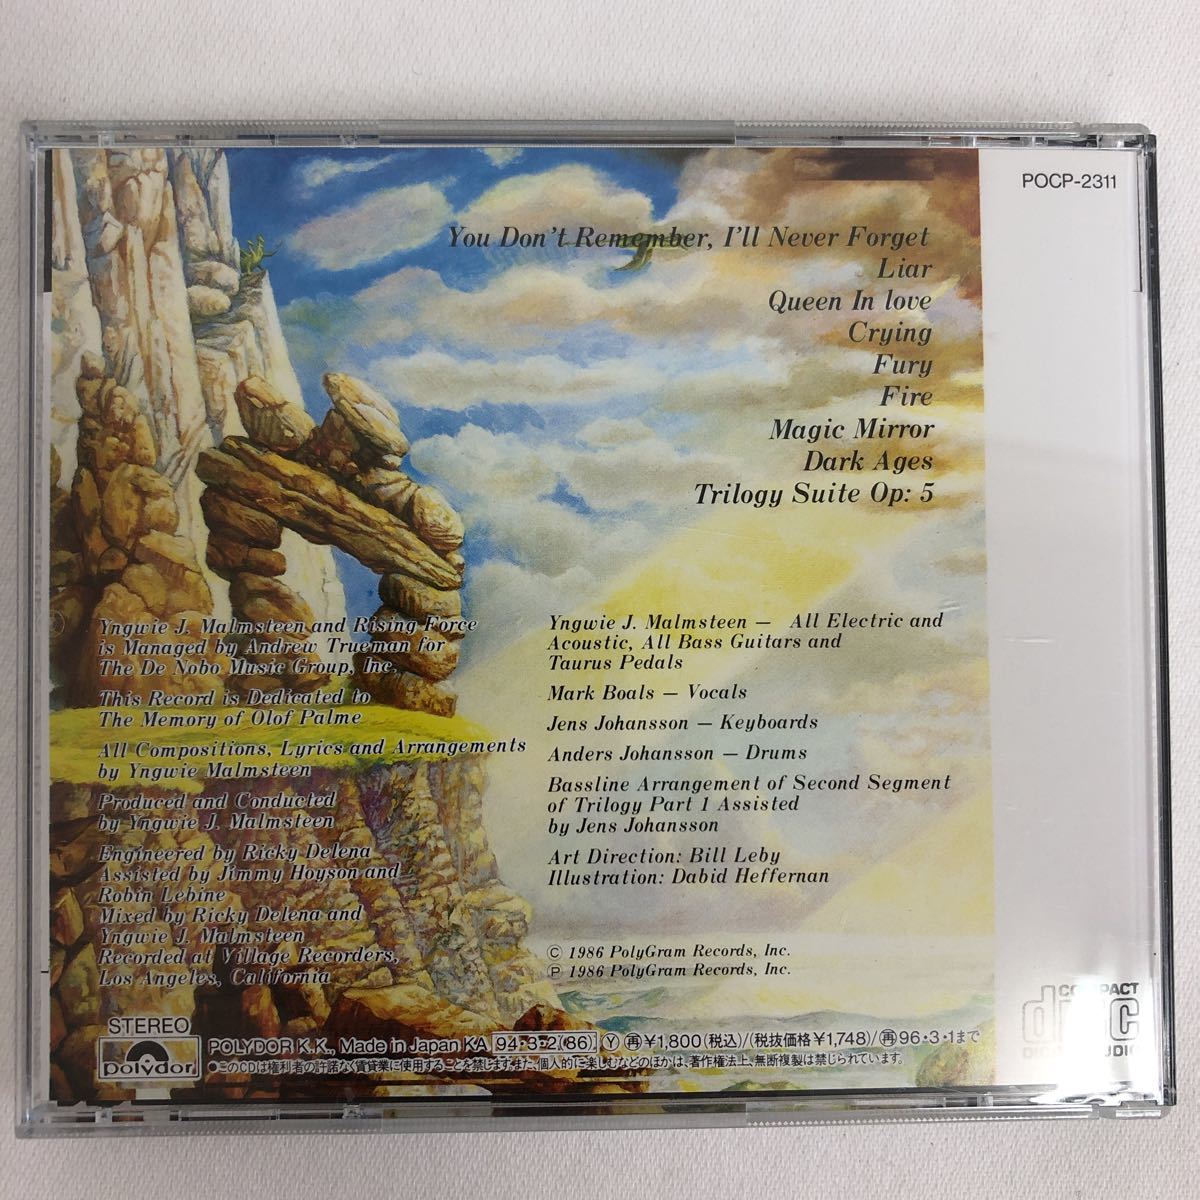 POCP-2311
You Don't Remember, I'll Never Forget
Liar
Queen In love
Crying
Fury
Fire
Magic Mirror
Dark Ages
Trilogy Suite Op: 5
Yngwie J. Malmsteen and Rising Force
is Managed by Andrew Trueman for
The De Nobo Music Group, Inc.
This Record is Dedicated to
The Memory of Olof Palme
All Compositions, Lyrics and Arrangements
by Yngwie Malmsteen
Produced and Conducted
by Yngwie J. Malmsteen
Engineered by Ricky Delena
Assisted by Jimmy Hoyson and
Robin Lebine
Mixed by Ricky Delena and
Yngwie J. Malmsteen
Recorded at Village Recorders,
Los Angeles, California
Yngwie J. Malmsteen — All Electric and
Acoustic, All Bass Guitars and
Taurus Pedals
Mark Boals — Vocals
Jens Johansson — Keyboards
Anders Johansson — Drums
Bassline Arrangement of Second Segment
of Trilogy Part 1 Assisted
by Jens Johansson
Art Direction: Bill Leby
Illustration: Dabid Heffernan
Ⓒ 1986 PolyGram Records, Inc.
Ⓟ 1986 PolyGram Records, Inc.
COMPACT
disc
DIGITAL AUDIO
STEREO
polydor
POLYDOR K.K., Made in Japan KA 94·3·2(86) Ⓨ 再¥1,800(税込)/(税抜価格¥1,748)/再96·3·1まで
●このCDは権利者の許諾なく賃貸業に使用することを禁じます。また、個人的に楽しむなどのほかは、著作権法上、無断複製は禁じられています。